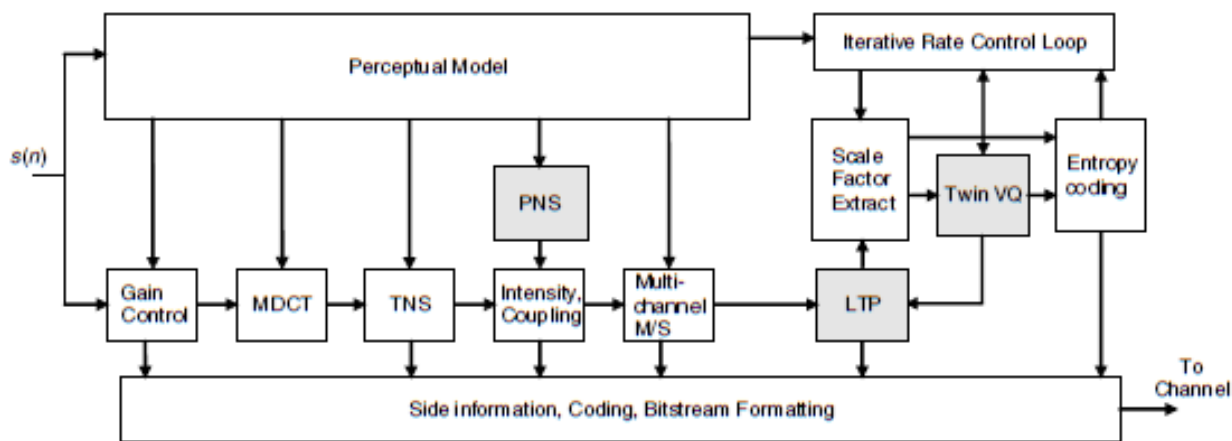 Perceptual Model
Iterative Rate Control Loop
s(n)
Scale
Factor
Extract
Twin VQ
Entropy
coding
PNS
Gain
Control
MDCT
TNS
Intensity,
Coupling
Multi-
channel
M/S
LTP
To
Channel
Side information, Coding, Bitstream Formatting